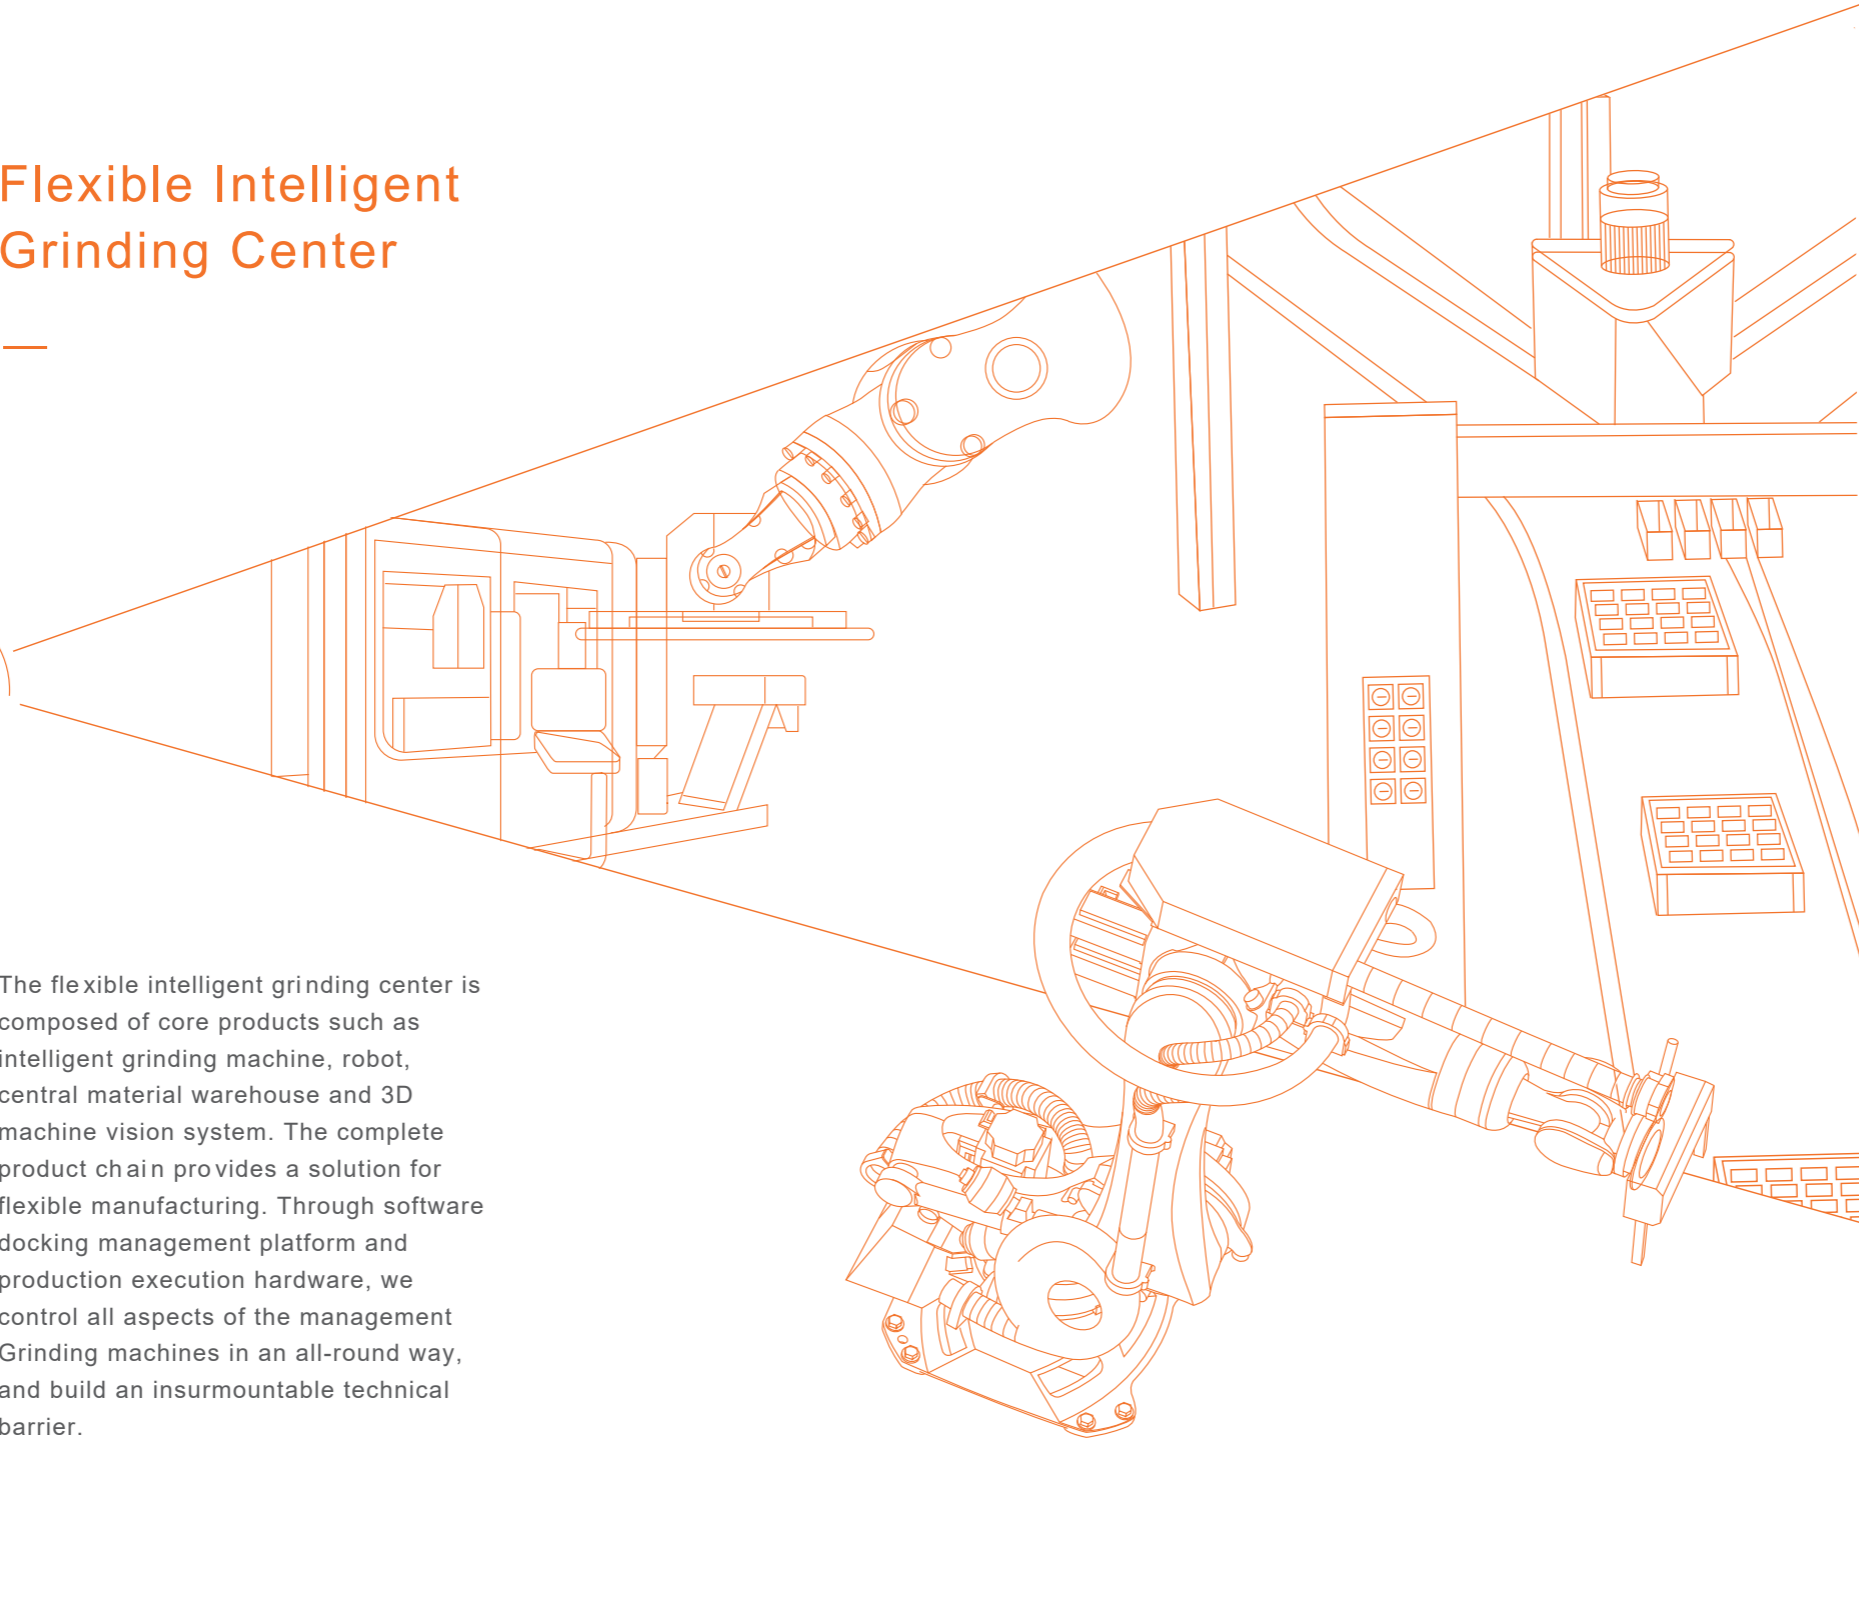 Flexible Intelligent
Grinding Center
The flexible intelligent grinding center is
composed of core products such as
intelligent grinding machine, robot,
central material warehouse and 3D
machine vision system. The complete
product chain provides a solution for
flexible manufacturing. Through software
docking management platform and
production execution hardware, we
control all aspects of the management
Grinding machines in an all-round way,
and build an insurmountable technical
barrier.